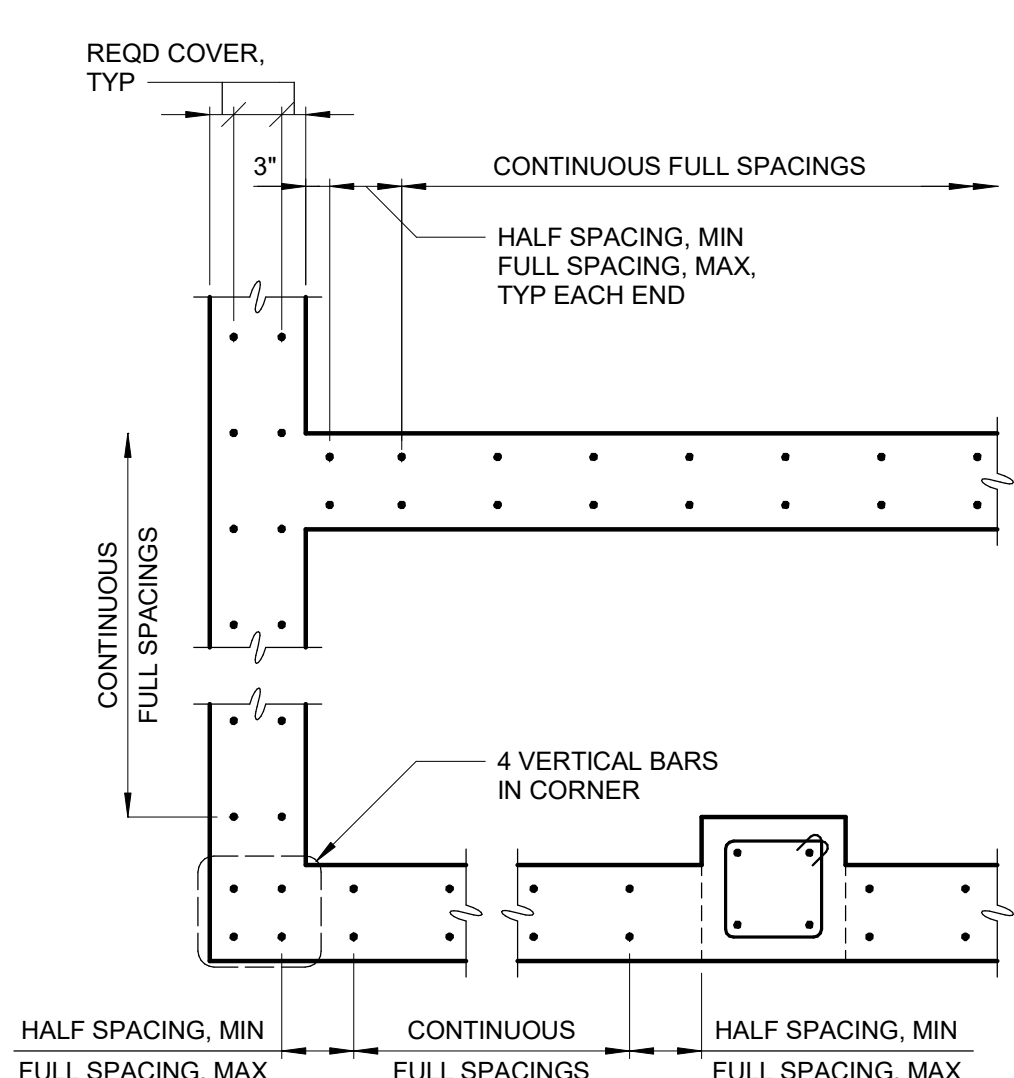 REQD COVER,
TYP
3"
CONTINUOUS FULL SPACINGS
HALF SPACING, MIN
FULL SPACING, MAX,
TYP EACH END
CONTINUOUS
FULL SPACINGS
4 VERTICAL BARS
IN CORNER
HALF SPACING, MIN
FULL SPACING, MAX
CONTINUOUS
FULL SPACINGS
HALF SPACING, MIN
FULL SPACING, MAX